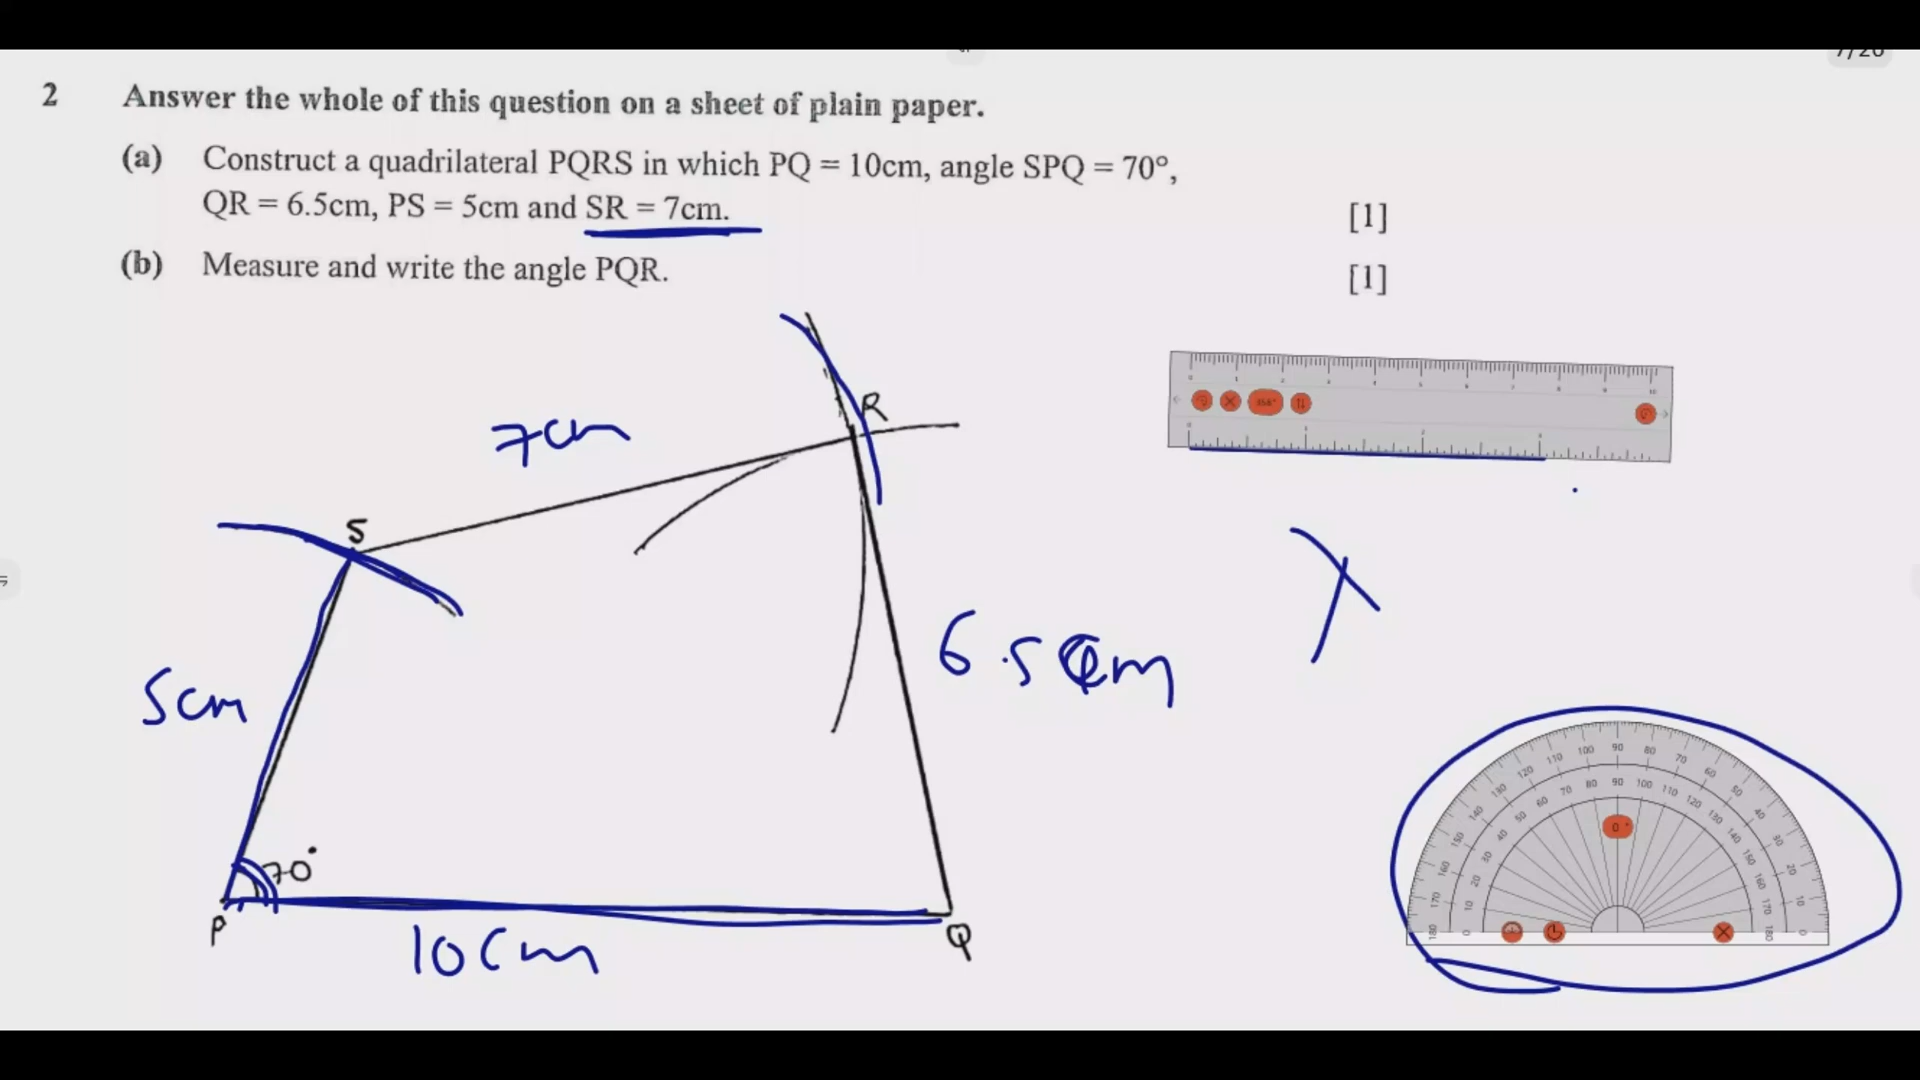 2 Answer the whole of this question on a sheet of plain paper.
(a) Construct a quadrilateral PQRS in which PQ = 10cm, angle SPQ = 70°,
QR = 6.5cm, PS = 5cm and SR = 7cm. [1]
(b) Measure and write the angle PQR. [1]
R
7cm
S
6.5cm
5cm
70°
P
Q
10cm